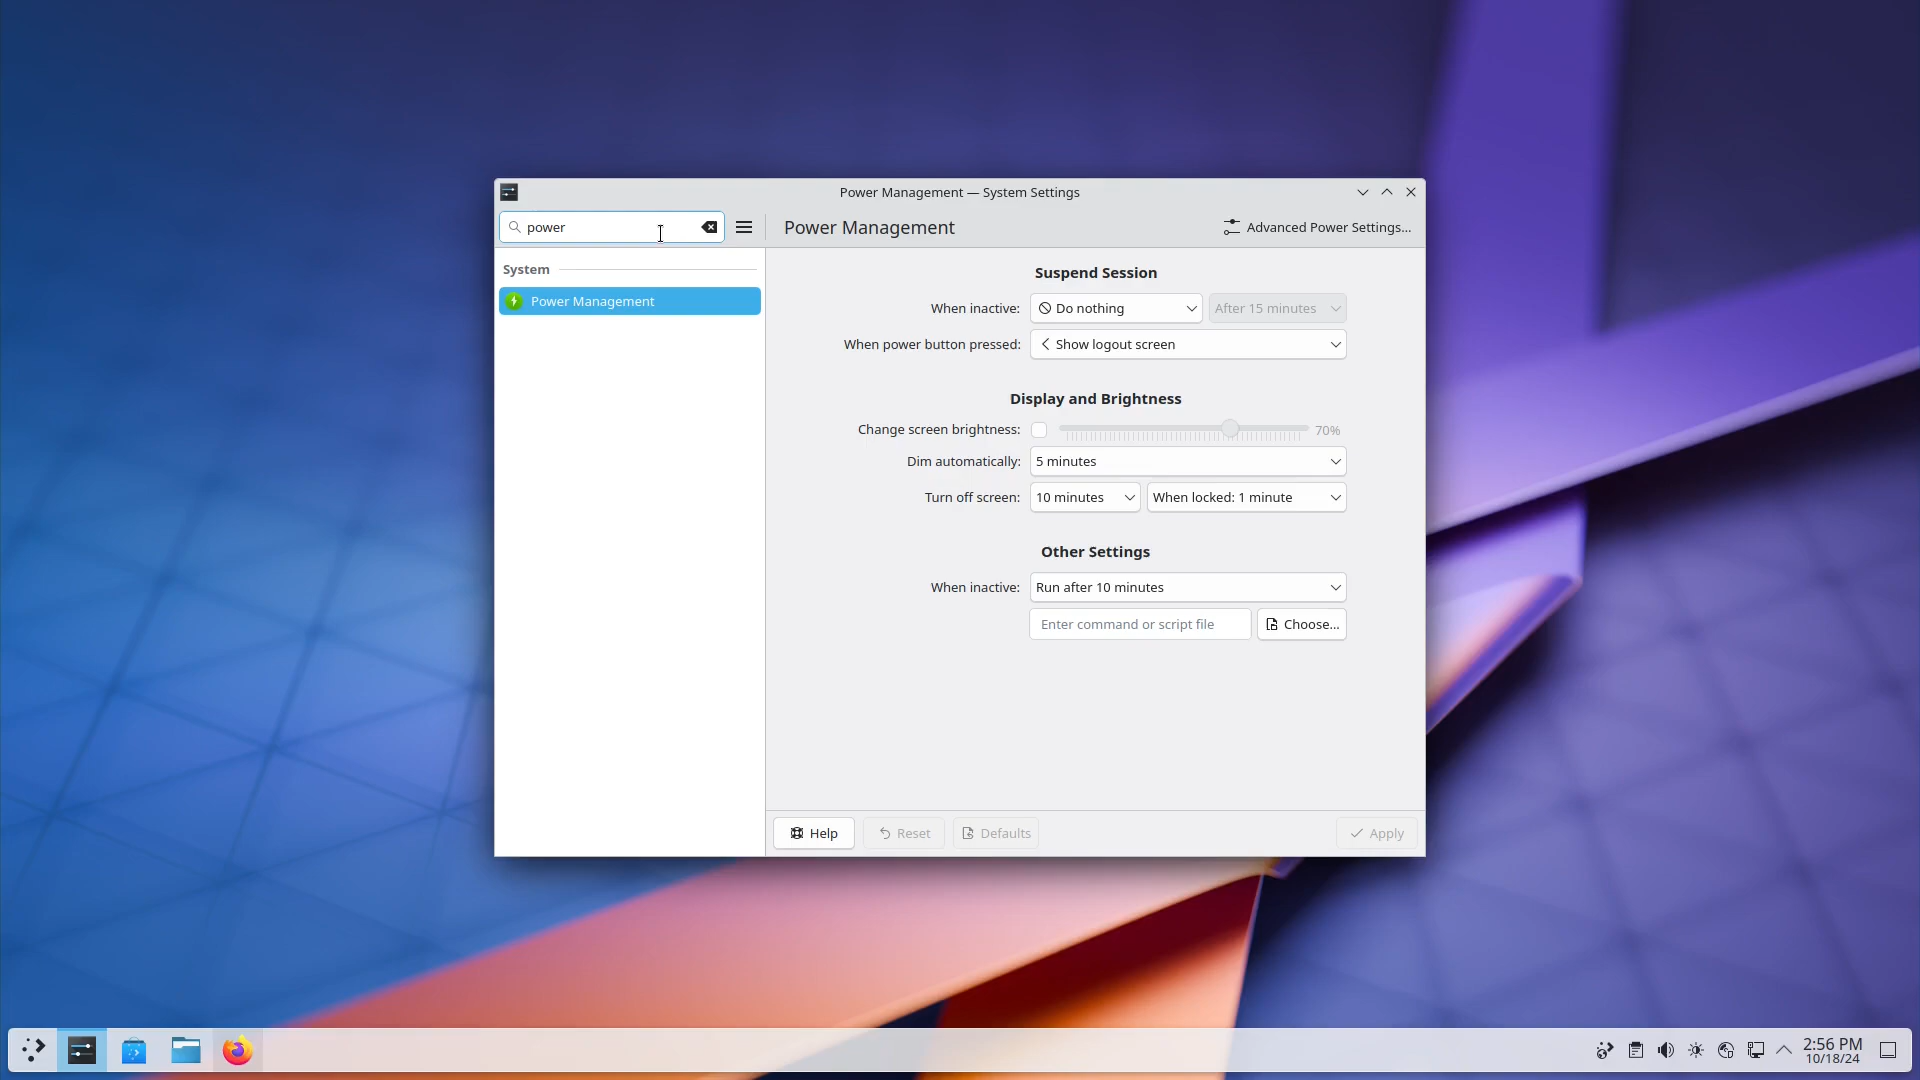 Power Management — System Settings
power
Power Management
Advanced Power Settings...
System
Power Management
Suspend Session
When inactive: Do nothing After 15 minutes
When power button pressed: Show logout screen
Display and Brightness
Change screen brightness: 70%
Dim automatically: 5 minutes
Turn off screen: 10 minutes When locked: 1 minute
Other Settings
When inactive: Run after 10 minutes
Enter command or script file Choose...
Help Reset Defaults Apply
2:56 PM
10/18/24